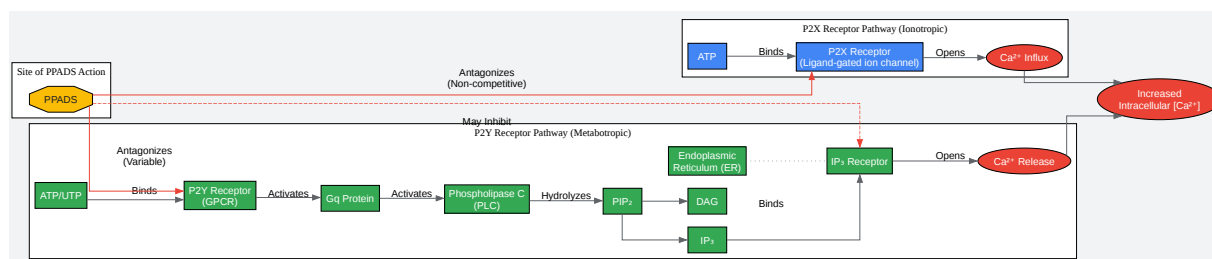 P2X Receptor Pathway (Ionotropic)
ATP
Binds
P2X Receptor
(Ligand-gated ion channel)
Opens
Ca²⁺ Influx
Site of PPADS Action
PPADS
Antagonizes
(Non-competitive)
Increased
Intracellular [Ca²⁺]
May Inhibit
P2Y Receptor Pathway (Metabotropic)
Antagonizes
(Variable)
Endoplasmic
Reticulum (ER)
IP₃ Receptor
Opens
Ca²⁺ Release
ATP/UTP
Binds
P2Y Receptor
(GPCR)
Activates
Gq Protein
Activates
Phospholipase C
(PLC)
Hydrolyzes
PIP₂
DAG
Binds
IP₃